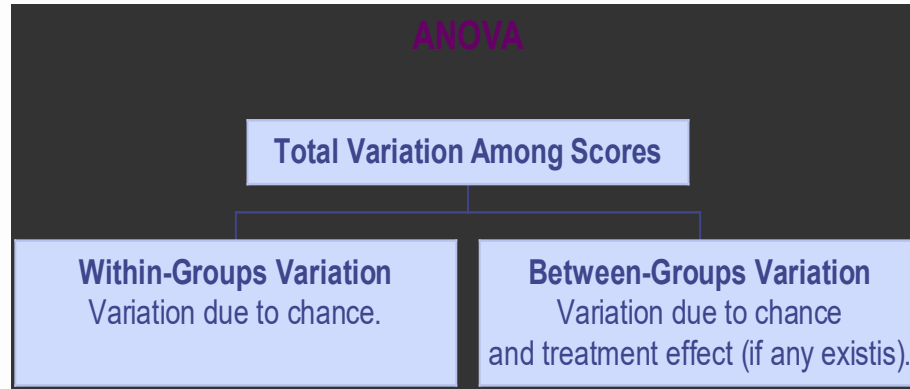 ANOVA
Total Variation Among Scores
Within-Groups Variation
Variation due to chance.
Between-Groups Variation
Variation due to chance
and treatment effect (if any existis).